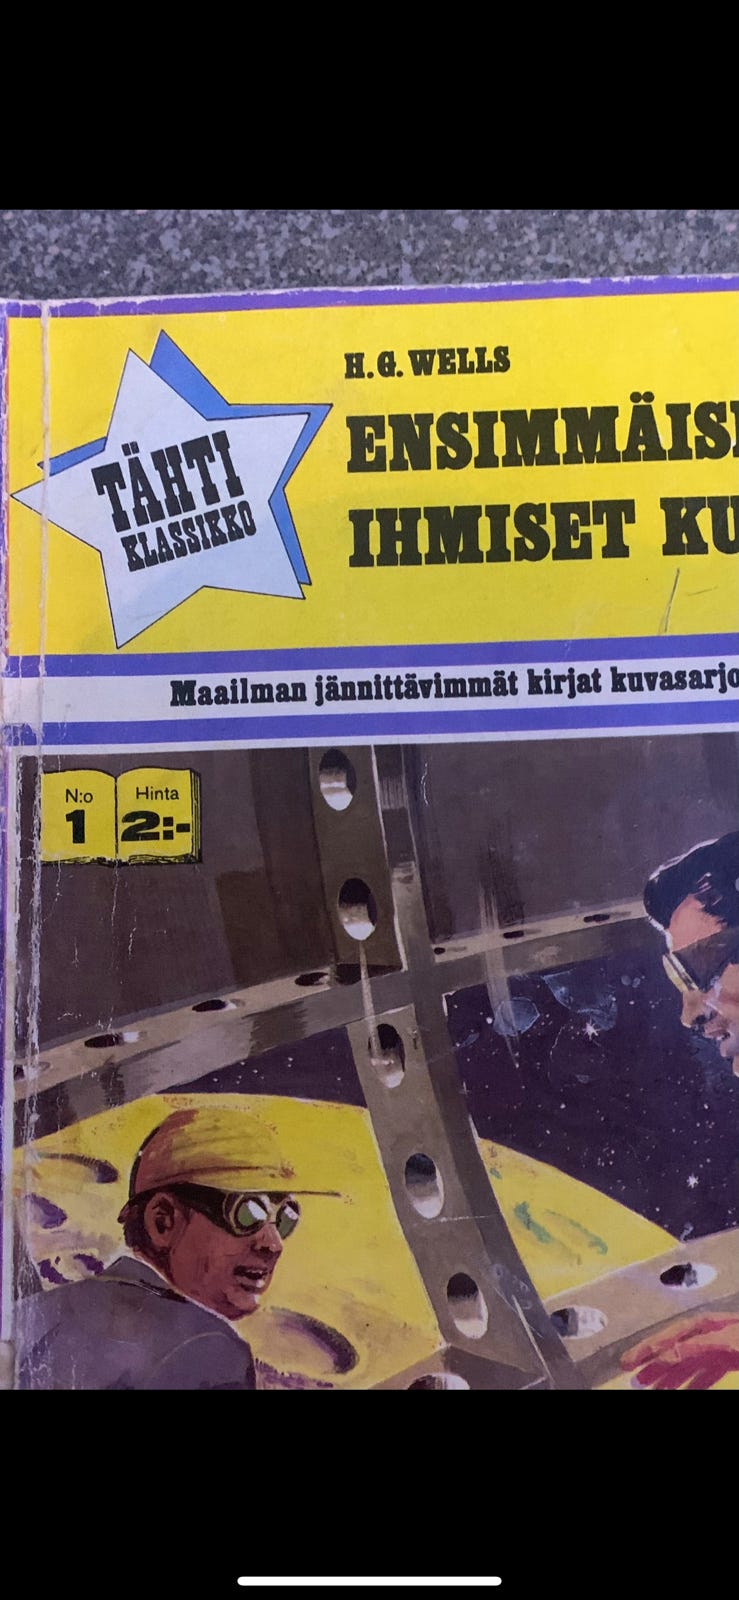 H. G. WELLS
ENSIMMÄIS
IHMISET KU
TÄHTI
KLASSIKKO
Maailman jännittävimmät kirjat kuvasarjo
N:o
1
Hinta
2:-